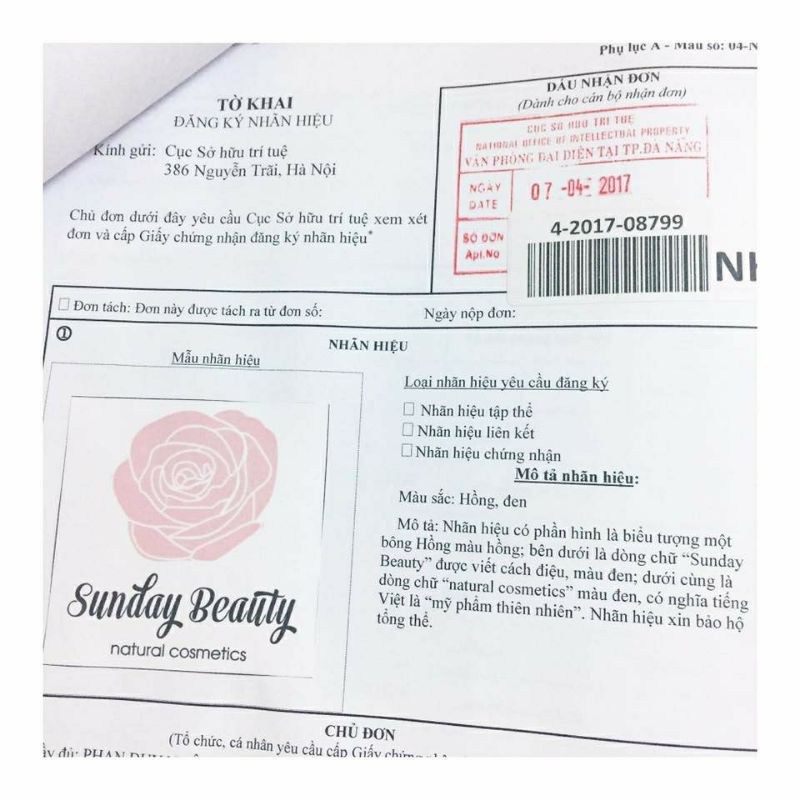 Phụ lục A - Mẫu số: 04-N
TỜ KHAI
ĐĂNG KÝ NHÃN HIỆU
Kính gửi: Cục Sở hữu trí tuệ
386 Nguyễn Trãi, Hà Nội
Chủ đơn dưới đây yêu cầu Cục Sở hữu trí tuệ xem xét
đơn và cấp Giấy chứng nhận đăng ký nhãn hiệu*
DẤU NHẬN ĐƠN
(Dành cho cán bộ nhận đơn)
CỤC SỞ HỮU TRÍ TUỆ
NATIONAL OFFICE OF INTELLECTUAL PROPERTY
VĂN PHÒNG ĐẠI DIỆN TẠI TP.ĐÀ NẴNG
NGÀY
DATE
07 -04- 2017
SỐ ĐƠN
Apl.No
4-2017-08799
NH
Đơn tách: Đơn này được tách ra từ đơn số:
Ngày nộp đơn:
①
NHÃN HIỆU
Mẫu nhãn hiệu
Sunday Beauty
natural cosmetics
Loại nhãn hiệu yêu cầu đăng ký
Nhãn hiệu tập thể
Nhãn hiệu liên kết
Nhãn hiệu chứng nhận
Mô tả nhãn hiệu:
Màu sắc: Hồng, đen
Mô tả: Nhãn hiệu có phần hình là biểu tượng một
bông Hồng màu hồng; bên dưới là dòng chữ “Sunday
Beauty” được viết cách điệu, màu đen; dưới cùng là
dòng chữ “natural cosmetics” màu đen, có nghĩa tiếng
Việt là “mỹ phẩm thiên nhiên”. Nhãn hiệu xin bảo hộ
tổng thể.
CHỦ ĐƠN
(Tổ chức, cá nhân yêu cầu cấp Giấy chứng
đầy đủ: PHAN